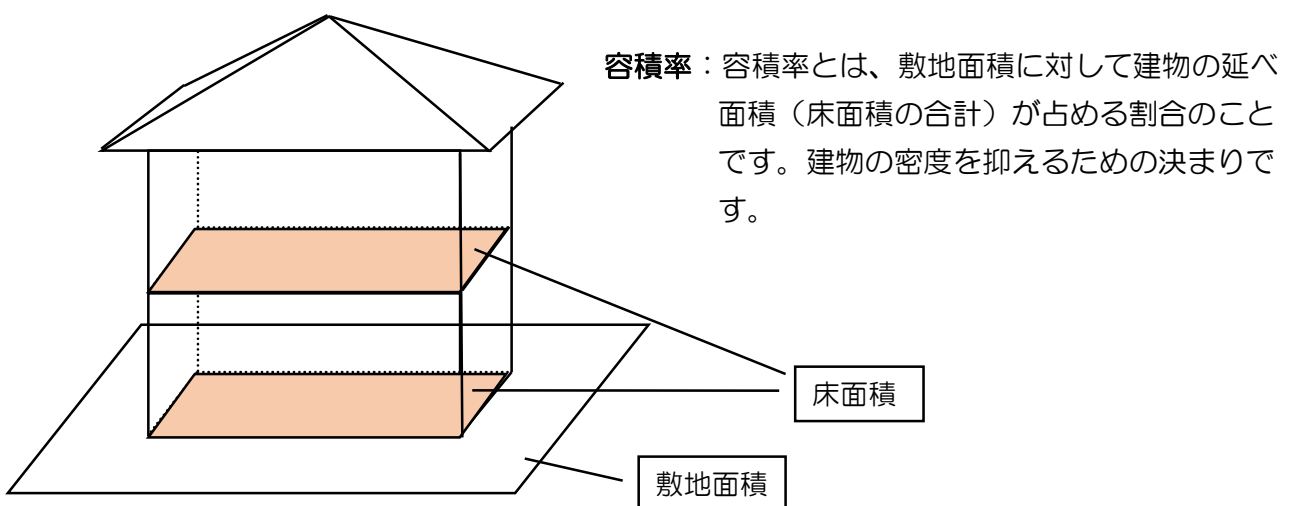 容積率：容積率とは、敷地面積に対して建物の延べ
面積（床面積の合計）が占める割合のこと
です。建物の密度を抑えるための決まりで
す。
床面積
敷地面積